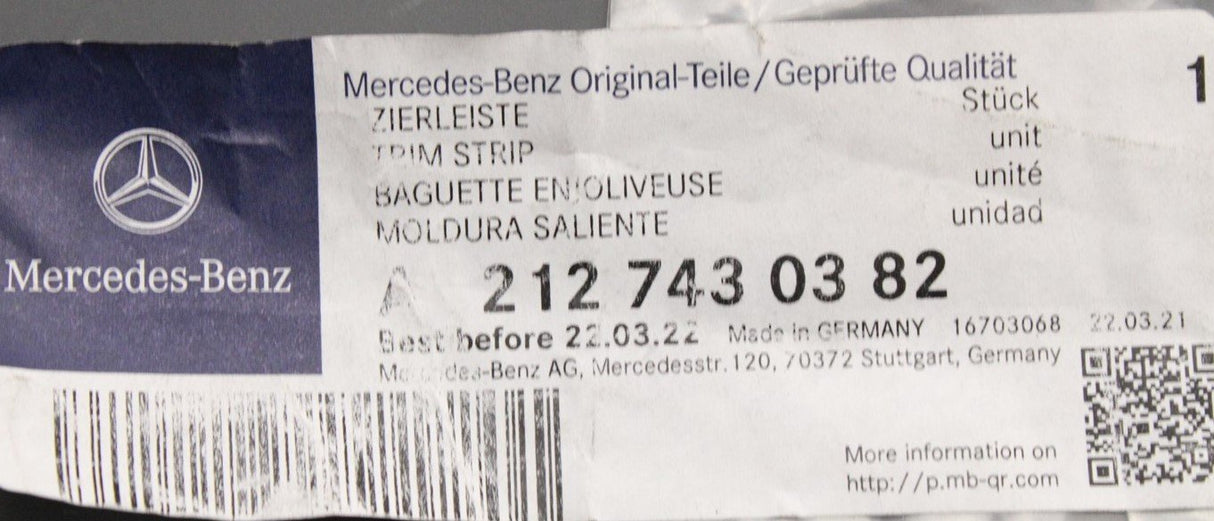 Mercedes-Benz Original-Teile/Geprüfte Qualität 1
ZIERLEISTE Stück
TRIM STRIP unit
BAGUETTE ENJOLIVEUSE unité
MOLDURA SALIENTE unidad
A 212 743 03 82
Best before 22.03.22 Made in GERMANY 16703068 22.03.21
Mercedes-Benz AG, Mercedesstr. 120, 70372 Stuttgart, Germany
Mercedes-Benz
More information on
http://p.mb-qr.com